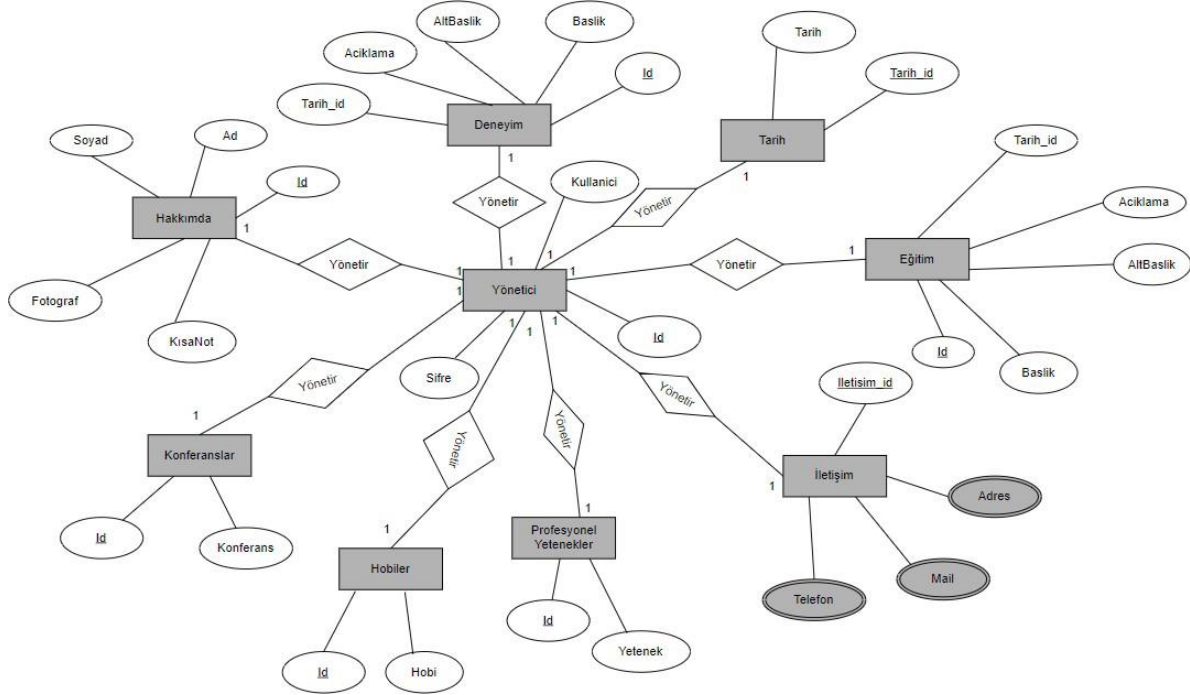 AltBaslik
Baslik
Aciklama
Id
Tarih_id
Deneyim
1
Tarih
Tarih_id
Tarih
1
Soyad
Ad
Id
Hakkımda
1
Fotograf
KısaNot
Yönetir
Yönetir
Kullanici
Yönetir
Yönetir
1
Tarih_id
Aciklama
AltBaslik
Eğitim
Id
Baslik
1
1
1
1
1
Yönetici
1
1
1
1
Id
Sifre
Yönetir
1
Konferanslar
Id
Konferans
Yönetir
1
Hobiler
Id
Hobi
Yönetir
1
Profesyonel
Yetenekler
Id
Yetenek
Yönetir
Iletisim_id
İletişim
1
Adres
Mail
Telefon